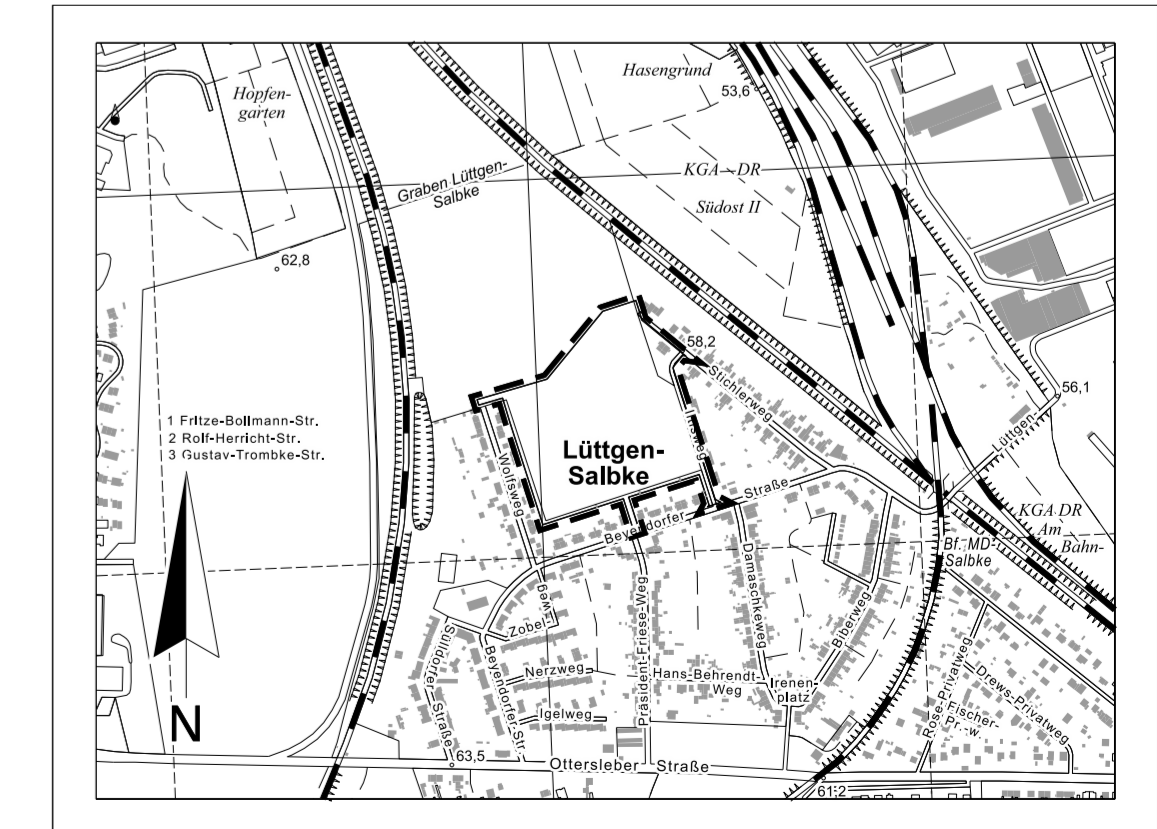 Hopfen-
garten
Hasengrund
53,6
KGA-DR
Südost II
Graben Lüttgen-
Salbke
62,8
58,2
56,1
Stichlerweg
Lüttgen-
1 Fritze-Bollmann-Str.
2 Rolf-Herricht-Str.
3 Gustav-Trombke-Str.
Lüttgen-
Salbke
Wolfsweg
Iltisweg
Beyendorfer Straße
KGA DR
Am
Bahn-
Bf. MD-
Salbke
Damaschkeweg
Biberweg
Zobel-
weg
Sülldorfer
Straße
Beyendorfer Str.
Nerzweg
Igelweg
Präsident-Friese-Weg
Hans-Behrendt-
Weg
Irenen-
platz
Rose-Privatweg
Drews-Privatweg
Fischer-
Pr.-w.
N
63,5
Ottersleber Straße
61,2